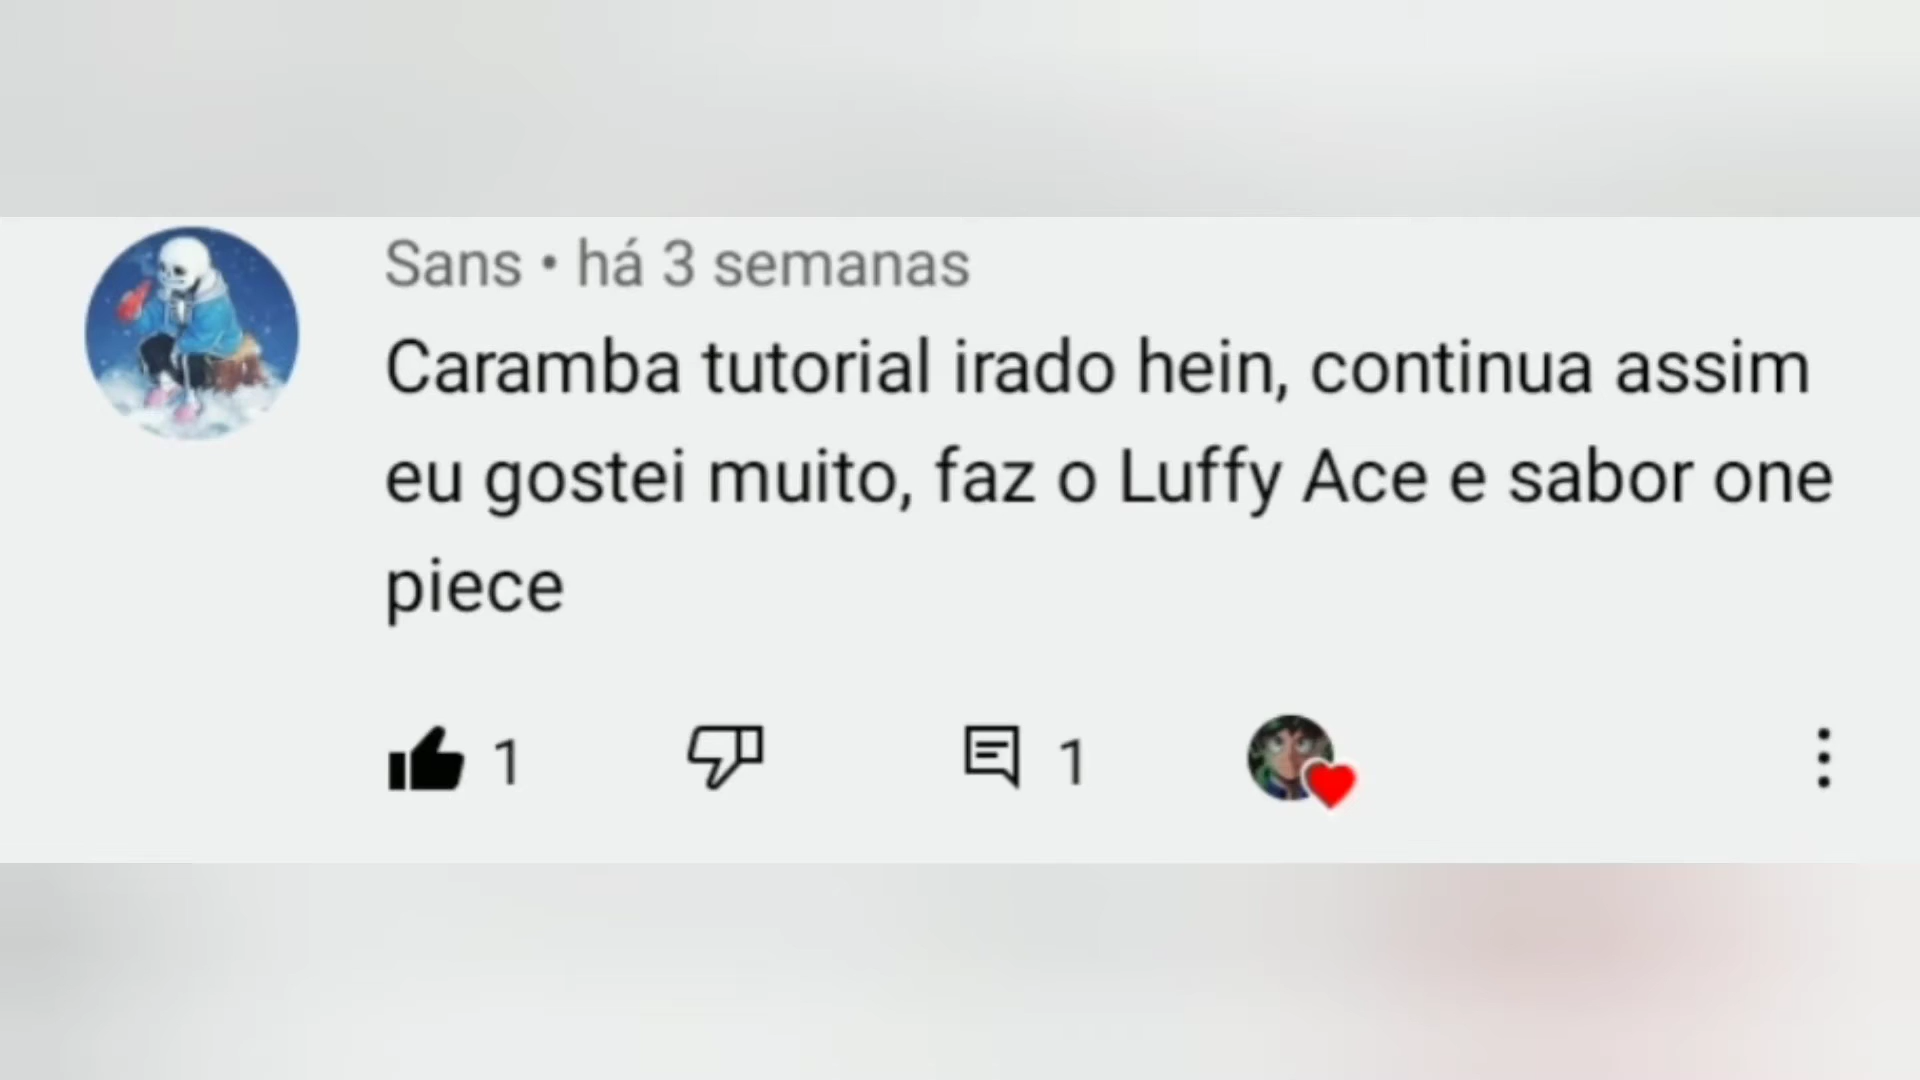 Sans • há 3 semanas
Caramba tutorial irado hein, continua assim
eu gostei muito, faz o Luffy Ace e sabor one
piece
1
1